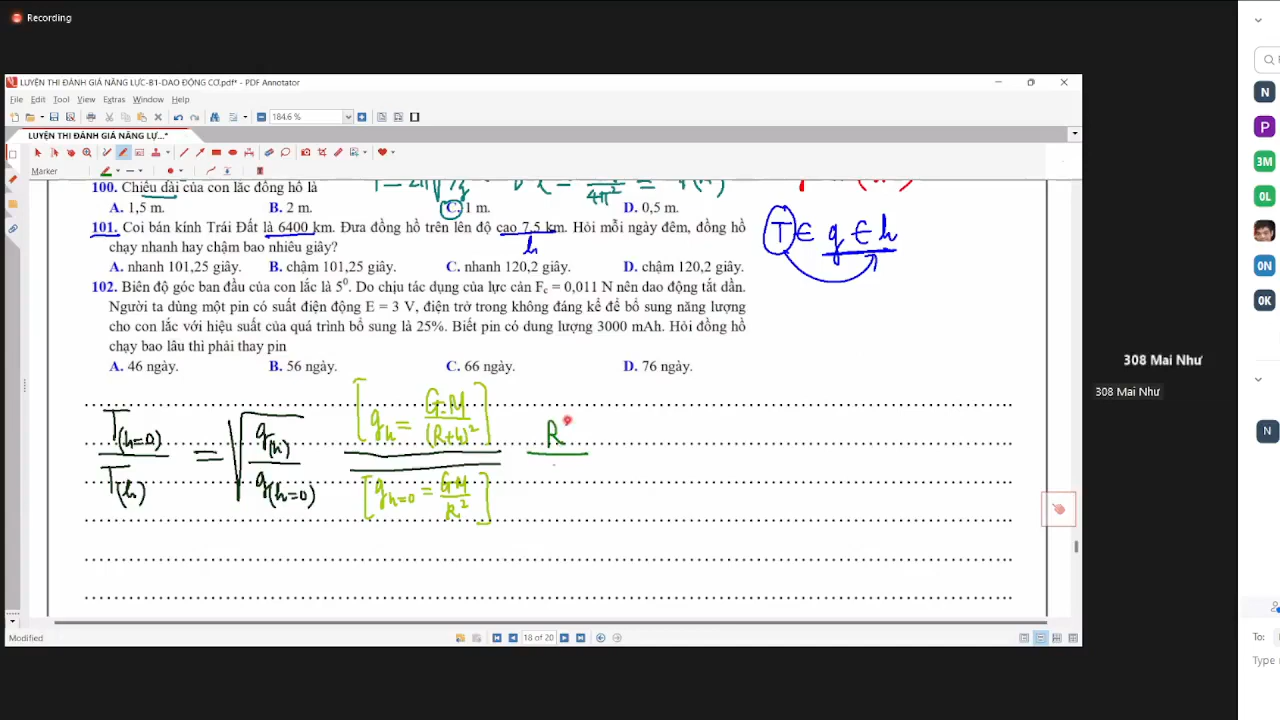 Recording
LUYỆN THI ĐÁNH GIÁ NĂNG LỰC-B1-DAO ĐỘNG CƠ.pdf* - PDF Annotator
File Edit Tool View Extras Window Help
184.6 %
LUYỆN THI ĐÁNH GIÁ NĂNG LỰ...*
Marker
100. Chiều dài của con lắc đồng hồ là
A. 1,5 m. B. 2 m. C. 1 m. D. 0,5 m.
101. Coi bán kính Trái Đất là 6400 km. Đưa đồng hồ trên lên độ cao 7,5 km. Hỏi mỗi ngày đêm, đồng hồ
chạy nhanh hay chậm bao nhiêu giây?
h
T ∈ g ∈ h
A. nhanh 101,25 giây. B. chậm 101,25 giây. C. nhanh 120,2 giây. D. chậm 120,2 giây.
102. Biên độ góc ban đầu của con lắc là 5⁰. Do chịu tác dụng của lực cản Fc = 0,011 N nên dao động tắt dần.
Người ta dùng một pin có suất điện động E = 3 V, điện trở trong không đáng kể để bổ sung năng lượng
cho con lắc với hiệu suất của quá trình bổ sung là 25%. Biết pin có dung lượng 3000 mAh. Hỏi đồng hồ
chạy bao lâu thì phải thay pin
A. 46 ngày. B. 56 ngày. C. 66 ngày. D. 76 ngày.
T(h=0)/T(h) = √(g(h)/g(h=0)) [gh = G.M/(R+h)²] / [gh=0 = GM/R²] R
Modified
18 of 20
N
P
3M
OL
0N
0K
308 Mai Như
308 Mai Như
N
To:
Type